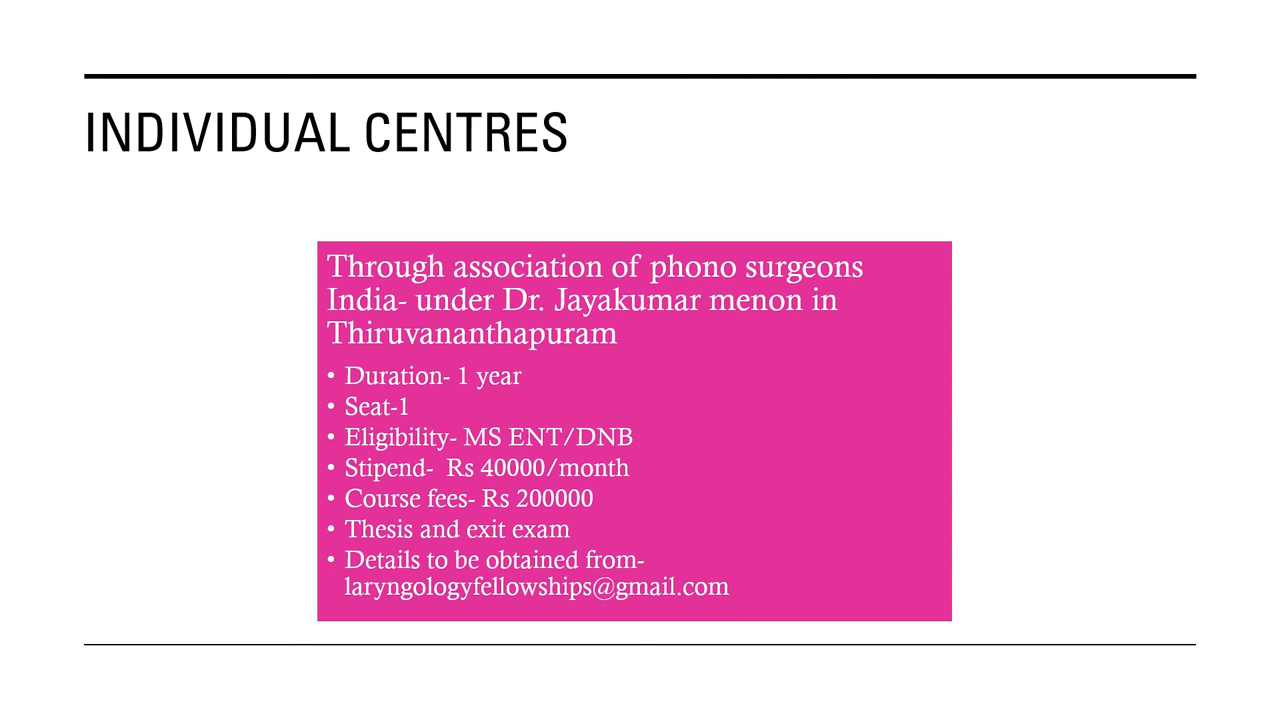 INDIVIDUAL CENTRES
Through association of phono surgeons
India- under Dr. Jayakumar menon in
Thiruvananthapuram
• Duration- 1 year
• Seat-1
• Eligibility- MS ENT/DNB
• Stipend-  Rs 40000/month
• Course fees- Rs 200000
• Thesis and exit exam
• Details to be obtained from-
laryngologyfellowships@gmail.com